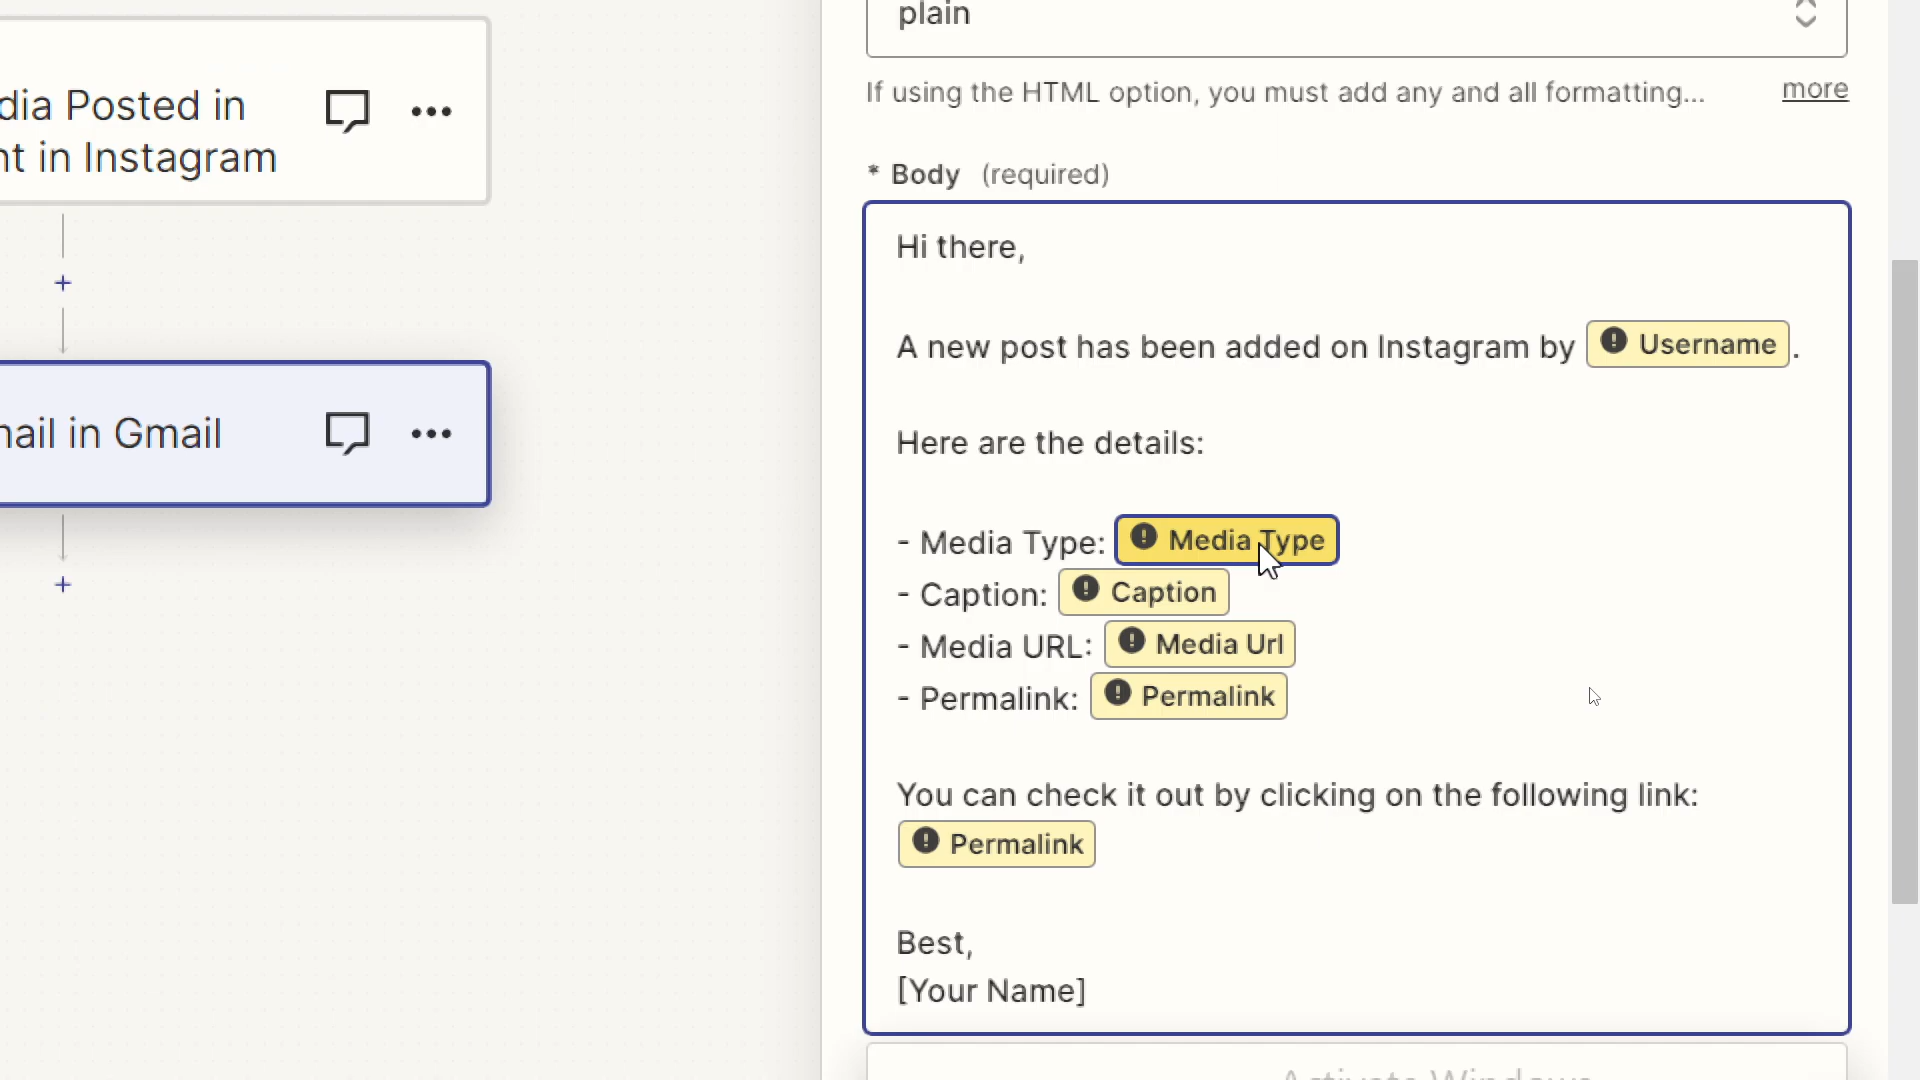 dia Posted in
nt in Instagram
nail in Gmail
plain
If using the HTML option, you must add any and all formatting...
more
* Body (required)
Hi there,
A new post has been added on Instagram by Username.
Here are the details:
- Media Type: Media Type
- Caption: Caption
- Media URL: Media Url
- Permalink: Permalink
You can check it out by clicking on the following link:
Permalink
Best,
[Your Name]
Activate Windows